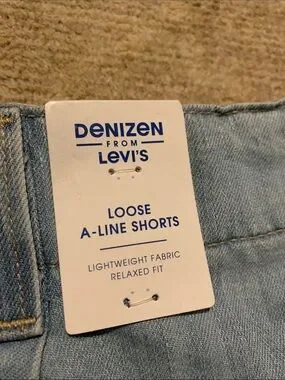 DENIZEN
FROM
LEVI'S
LOOSE
A-LINE SHORTS
LIGHTWEIGHT FABRIC
RELAXED FIT